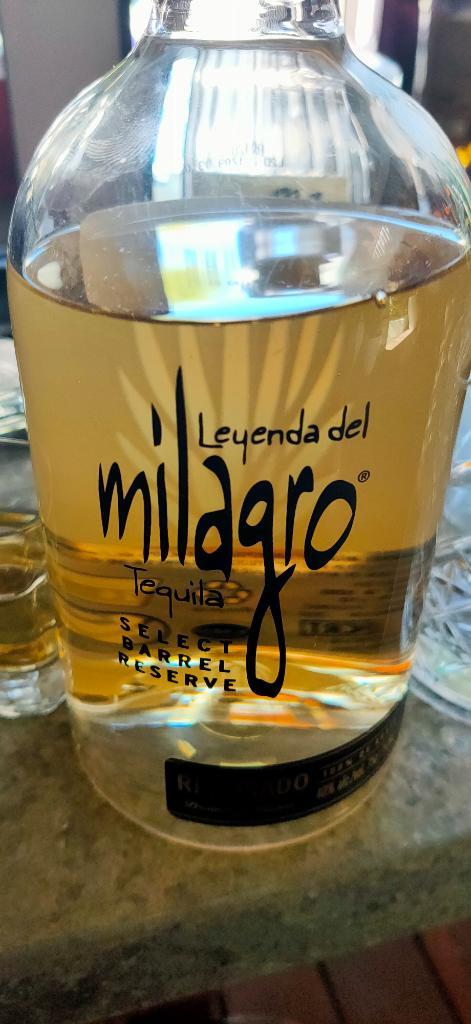 Leyenda del
milagro®
Tequila
SELECT
BARREL
RESERVE